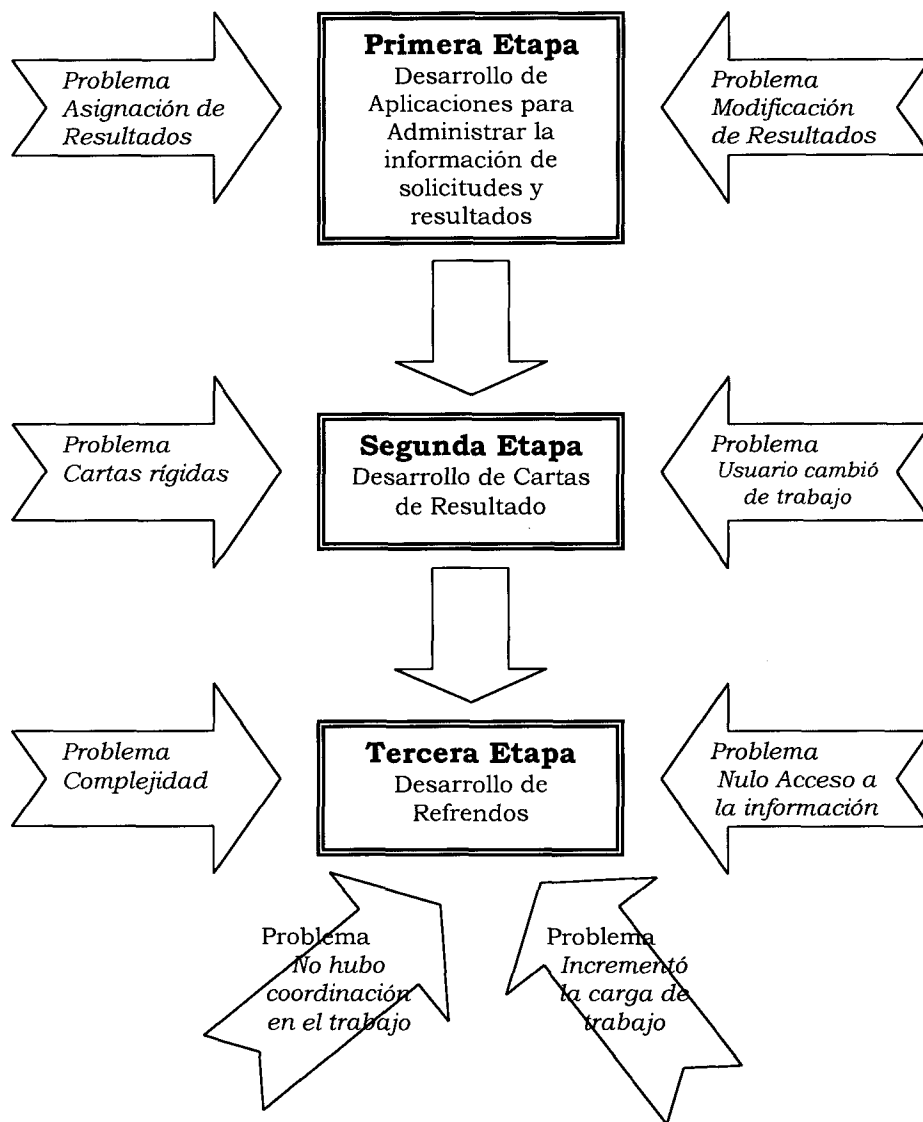 Problema
Asignación de
Resultados
Primera Etapa
Desarrollo de
Aplicaciones para
Administrar la
información de
solicitudes y
resultados
Problema
Modificación
de Resultados
Problema
Cartas rígidas
Segunda Etapa
Desarrollo de Cartas
de Resultado
Problema
Usuario cambió
de trabajo
Problema
Complejidad
Tercera Etapa
Desarrollo de
Refrendos
Problema
Nulo Acceso a
la información
Problema
No hubo
coordinación
en el trabajo
Problema
Incrementó
la carga de
trabajo